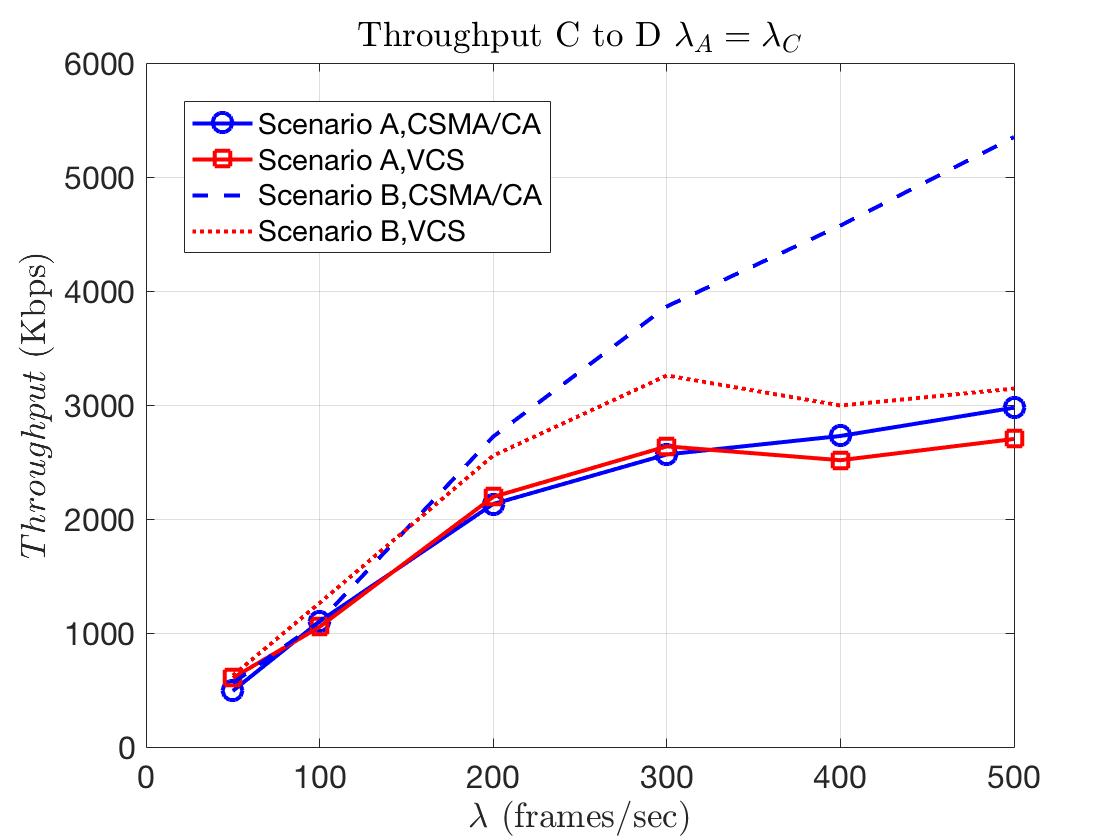 Throughput C to D λ_A = λ_C
6000
5000
4000
3000
2000
1000
0
Throughput (Kbps)
Scenario A,CSMA/CA
Scenario A,VCS
Scenario B,CSMA/CA
Scenario B,VCS
0 100 200 300 400 500
λ (frames/sec)